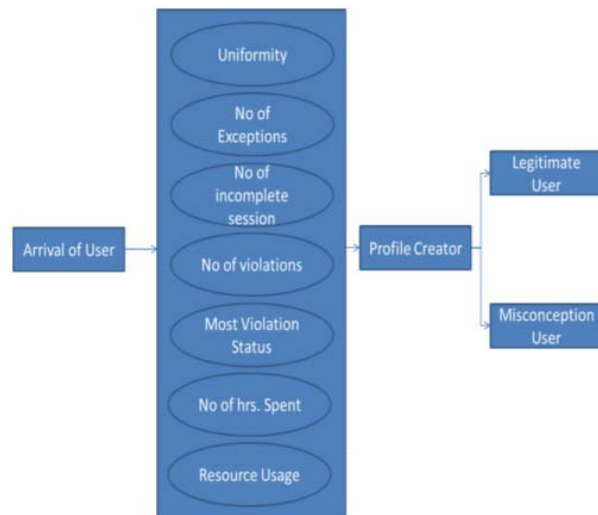 Arrival of User
Uniformity
No of
Exceptions
No of
incomplete
session
No of violations
Most Violation
Status
No of hrs. Spent
Resource Usage
Profile Creator
Legitimate
User
Misconception
User